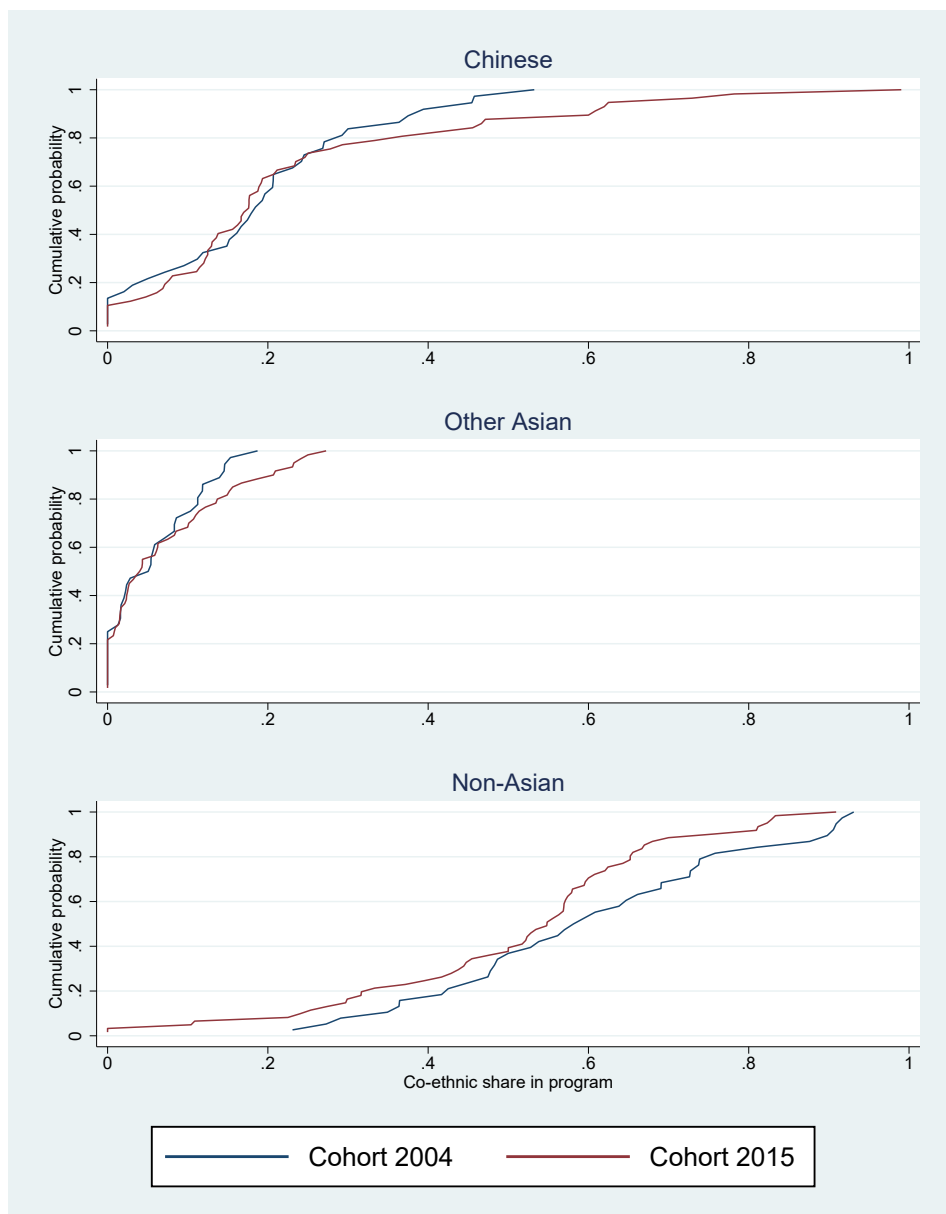 Chinese
Cumulative probability
1
.8
.6
.4
.2
0
0 .2 .4 .6 .8 1
Other Asian
Cumulative probability
1
.8
.6
.4
.2
0
0 .2 .4 .6 .8 1
Non-Asian
Cumulative probability
1
.8
.6
.4
.2
0
0 .2 .4 .6 .8 1
Co-ethnic share in program
Cohort 2004 Cohort 2015